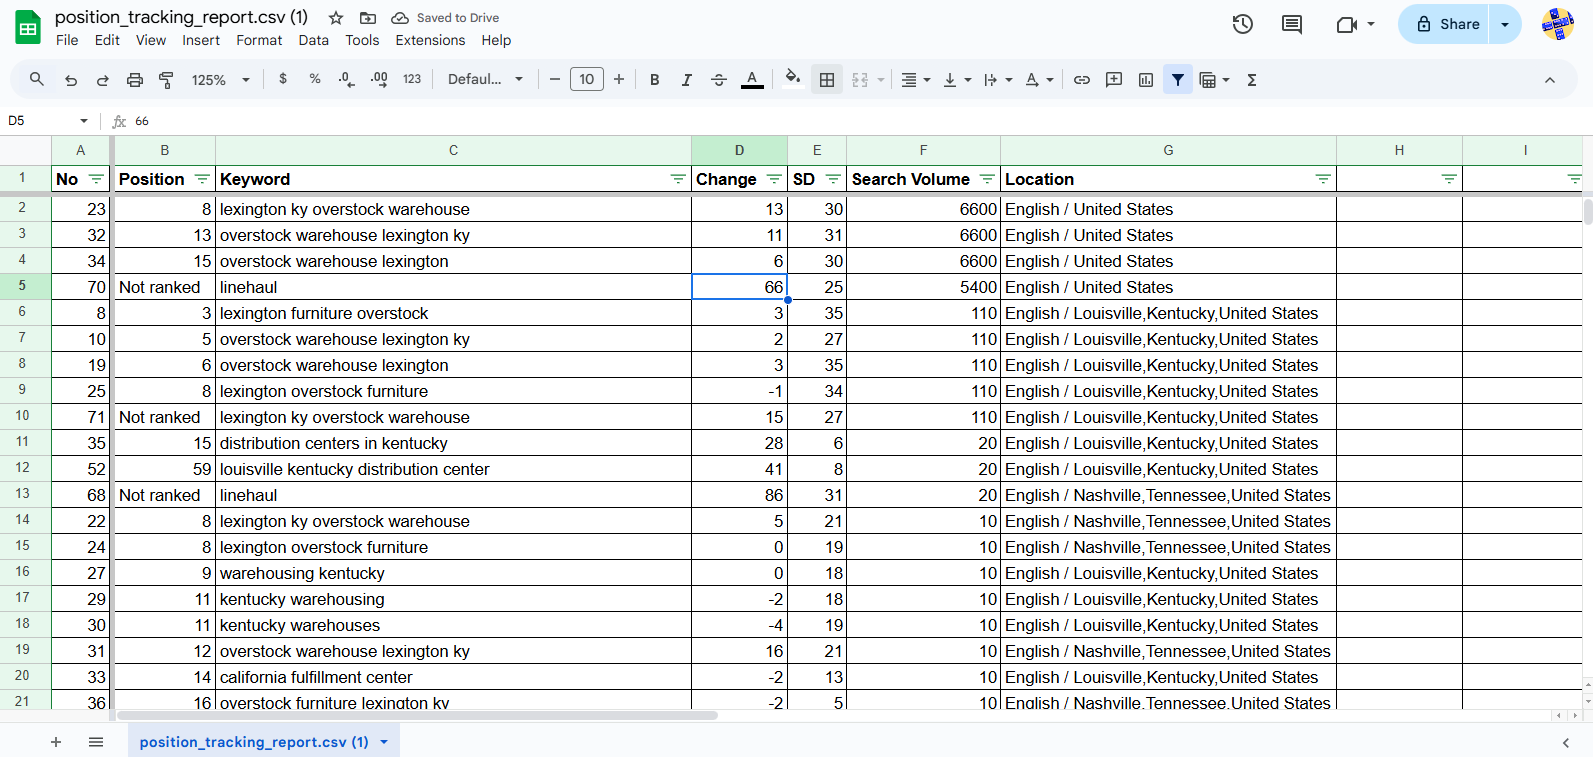 position_tracking_report.csv (1) Saved to Drive
File Edit View Insert Format Data Tools Extensions Help
Share
125% $ % .0 .00 123 Defaul... 10 B I A Σ
D5 fx 66
A B C D E F G H I
1 No Position Keyword Change SD Search Volume Location
2 23 8 lexington ky overstock warehouse 13 30 6600 English / United States
3 32 13 overstock warehouse lexington ky 11 31 6600 English / United States
4 34 15 overstock warehouse lexington 6 30 6600 English / United States
5 70 Not ranked linehaul 66 25 5400 English / United States
6 8 3 lexington furniture overstock 3 35 110 English / Louisville,Kentucky,United States
7 10 5 overstock warehouse lexington ky 2 27 110 English / Louisville,Kentucky,United States
8 19 6 overstock warehouse lexington 3 35 110 English / Louisville,Kentucky,United States
9 25 8 lexington overstock furniture -1 34 110 English / Louisville,Kentucky,United States
10 71 Not ranked lexington ky overstock warehouse 15 27 110 English / Louisville,Kentucky,United States
11 35 15 distribution centers in kentucky 28 6 20 English / Louisville,Kentucky,United States
12 52 59 louisville kentucky distribution center 41 8 20 English / Louisville,Kentucky,United States
13 68 Not ranked linehaul 86 31 20 English / Nashville,Tennessee,United States
14 22 8 lexington ky overstock warehouse 5 21 10 English / Nashville,Tennessee,United States
15 24 8 lexington overstock furniture 0 19 10 English / Nashville,Tennessee,United States
16 27 9 warehousing kentucky 0 18 10 English / Louisville,Kentucky,United States
17 29 11 kentucky warehousing -2 18 10 English / Louisville,Kentucky,United States
18 30 11 kentucky warehouses -4 19 10 English / Louisville,Kentucky,United States
19 31 12 overstock warehouse lexington ky 16 21 10 English / Nashville,Tennessee,United States
20 33 14 california fulfillment center -2 13 10 English / Louisville,Kentucky,United States
21 36 16 overstock furniture lexington ky -2 5 10 English / Nashville,Tennessee,United States
position_tracking_report.csv (1)